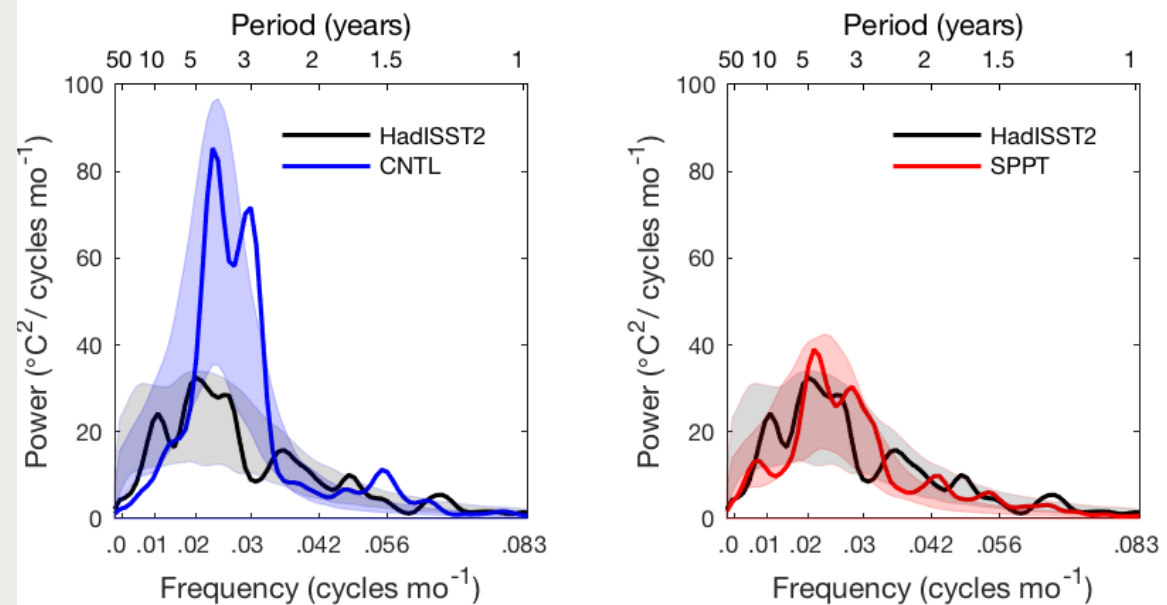 Period (years)
50 10 5 3 2 1.5 1
100
80
60
40
20
0
HadISST2
CNTL
Power (°C² / cycles mo⁻¹)
.0 .01 .02 .03 .042 .056 .083
Frequency (cycles mo⁻¹)
Period (years)
50 10 5 3 2 1.5 1
100
80
60
40
20
0
HadISST2
SPPT
Power (°C² / cycles mo⁻¹)
.0 .01 .02 .03 .042 .056 .083
Frequency (cycles mo⁻¹)